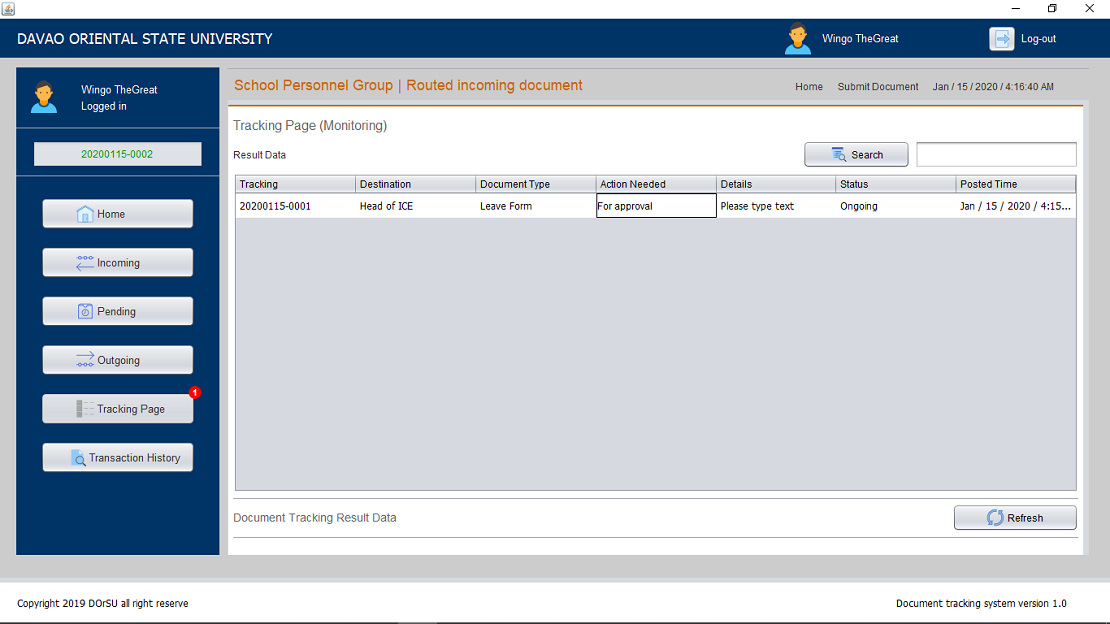 DAVAO ORIENTAL STATE UNIVERSITY
Wingo TheGreat
Log-out
Wingo TheGreat
Logged in
20200115-0002
Home
Incoming
Pending
Outgoing
Tracking Page
1
Transaction History
School Personnel Group | Routed incoming document
Home Submit Document Jan / 15 / 2020 / 4:16:40 AM
Tracking Page (Monitoring)
Result Data
Search
Tracking Destination Document Type Action Needed Details Status Posted Time
20200115-0001 Head of ICE Leave Form For approval Please type text Ongoing Jan / 15 / 2020 / 4:15...
Document Tracking Result Data
Refresh
Copyright 2019 DOrSU all right reserve
Document tracking system version 1.0